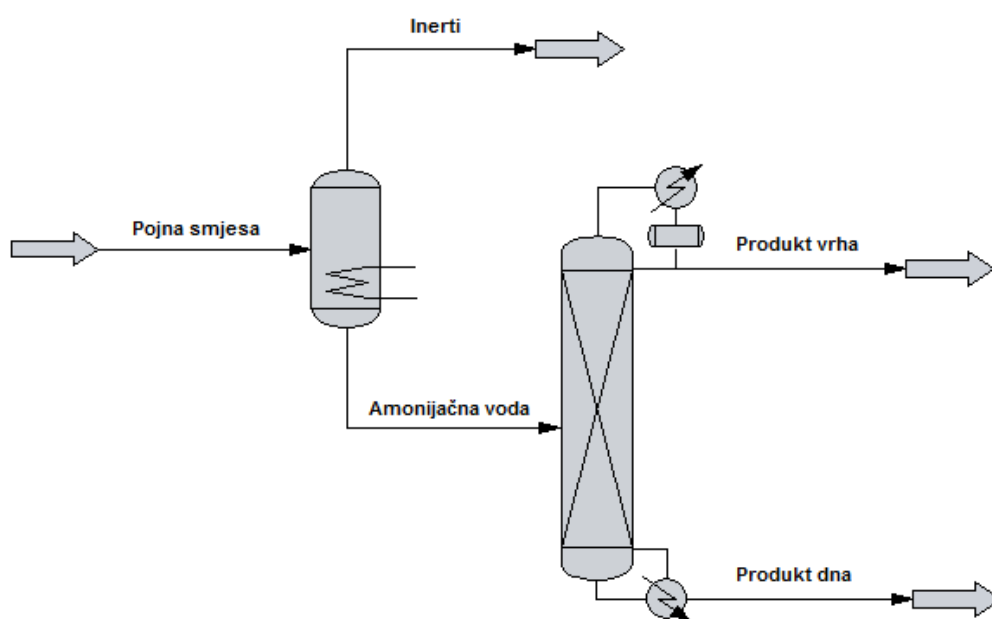 Inerti
Pojna smjesa
Produkt vrha
Amonijačna voda
Produkt dna